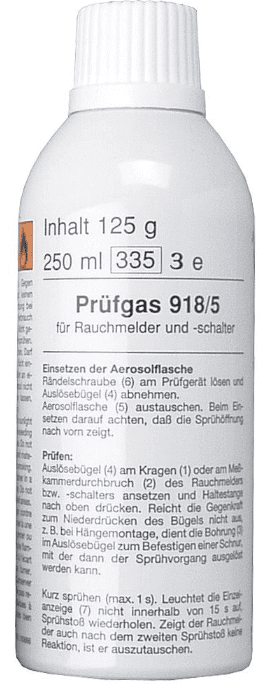 Inhalt 125 g
250 ml 335 3 e
Prüfgas 918/5
für Rauchmelder und -schalter
Einsetzen der Aerosolflasche
Rändelschraube (6) am Prüfgerät lösen und
Auslösebügel (4) abnehmen.
Aerosolflasche (5) austauschen. Beim Ein-
setzen darauf achten, daß die Sprühöffnung
nach vorn zeigt.
Prüfen:
Auslösebügel (4) am Kragen (1) oder am Meß-
kammerdurchbruch (2) des Rauchmelders
bzw. -schalters ansetzen und Haltestange
nach oben drücken. Reicht die Gegenkraft
zum Niederdrücken des Bügels nicht aus,
z. B. bei Hängemontage, dient die Bohrung (3)
im Auslösebügel zum Befestigen einer Schnur,
mit der dann der Sprühvorgang ausgelöst
werden kann.
Kurz sprühen (max. 1 s). Leuchtet die Einzel-
anzeige (7) nicht innerhalb von 15 s auf,
Sprühstoß wiederholen. Zeigt der Rauchmel-
der auch nach dem zweiten Sprühstoß keine
Reaktion, ist er auszutauschen.